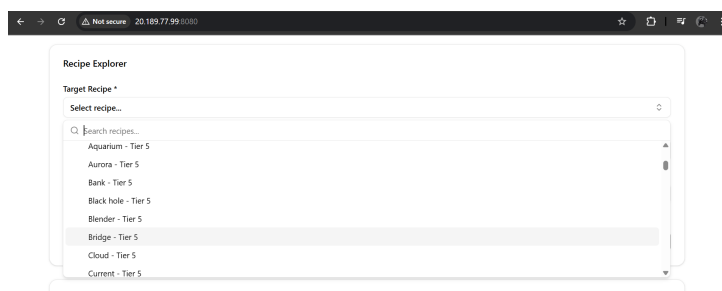 Not secure 20.189.77.99:8080
Recipe Explorer
Target Recipe *
Select recipe...
Search recipes...
Aquarium - Tier 5
Aurora - Tier 5
Bank - Tier 5
Black hole - Tier 5
Blender - Tier 5
Bridge - Tier 5
Cloud - Tier 5
Current - Tier 5